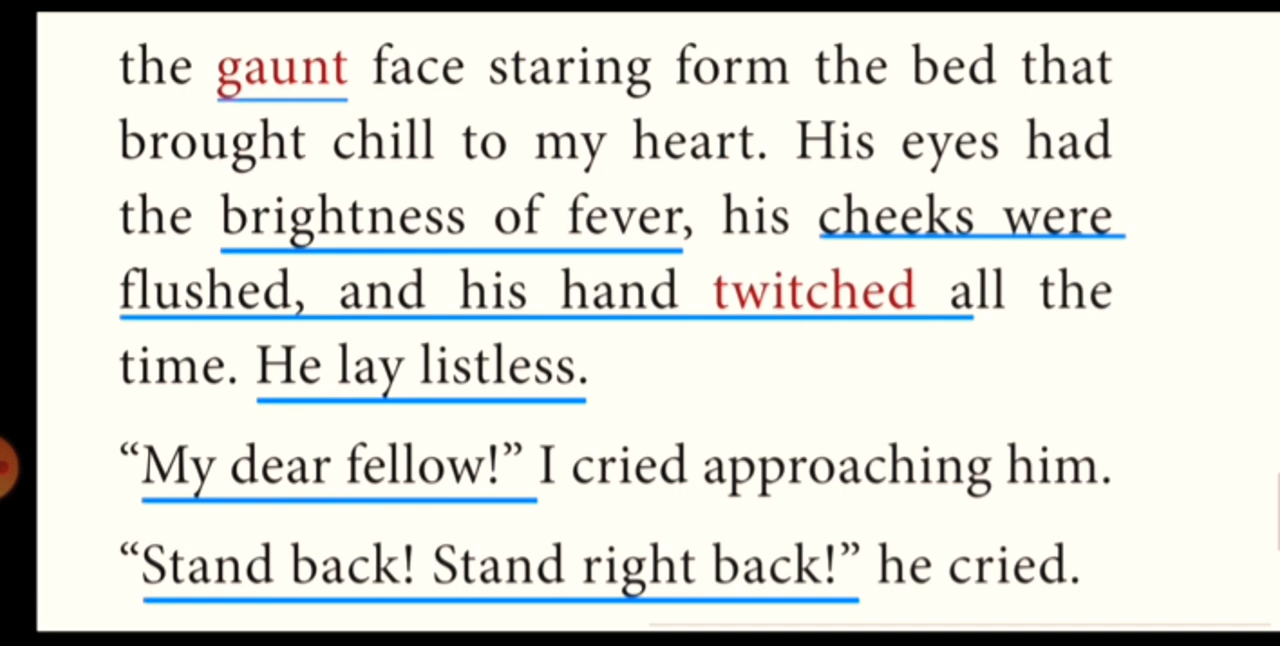 the gaunt face staring form the bed that
brought chill to my heart. His eyes had
the brightness of fever, his cheeks were
flushed, and his hand twitched all the
time. He lay listless.
“My dear fellow!” I cried approaching him.
“Stand back! Stand right back!” he cried.